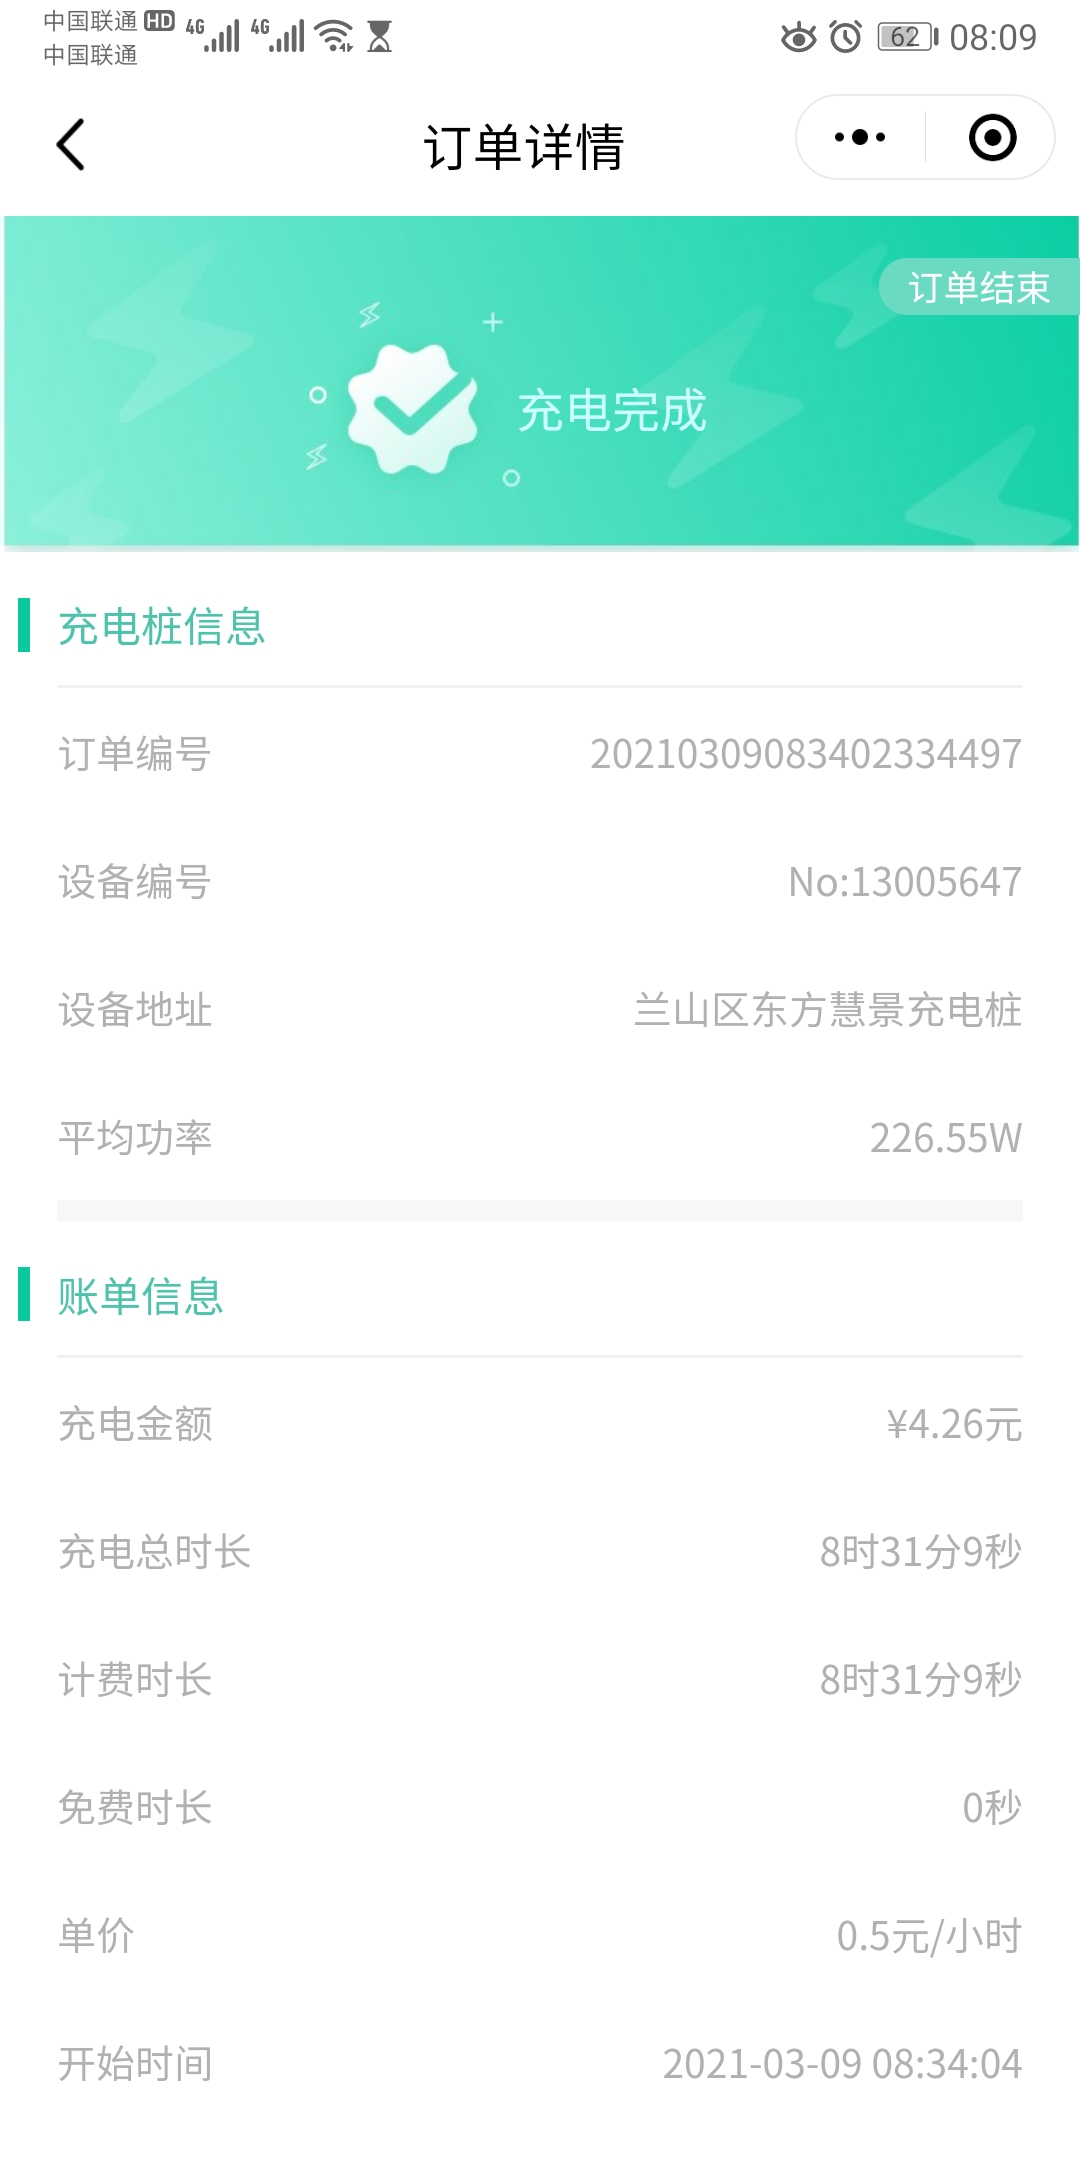 中国联通 HD 4G 4G 62 08:09
中国联通
订单详情
订单结束
充电完成
充电桩信息
订单编号 20210309083402334497
设备编号 No:13005647
设备地址 兰山区东方慧景充电桩
平均功率 226.55W
账单信息
充电金额 ¥4.26元
充电总时长 8时31分9秒
计费时长 8时31分9秒
免费时长 0秒
单价 0.5元/小时
开始时间 2021-03-09 08:34:04